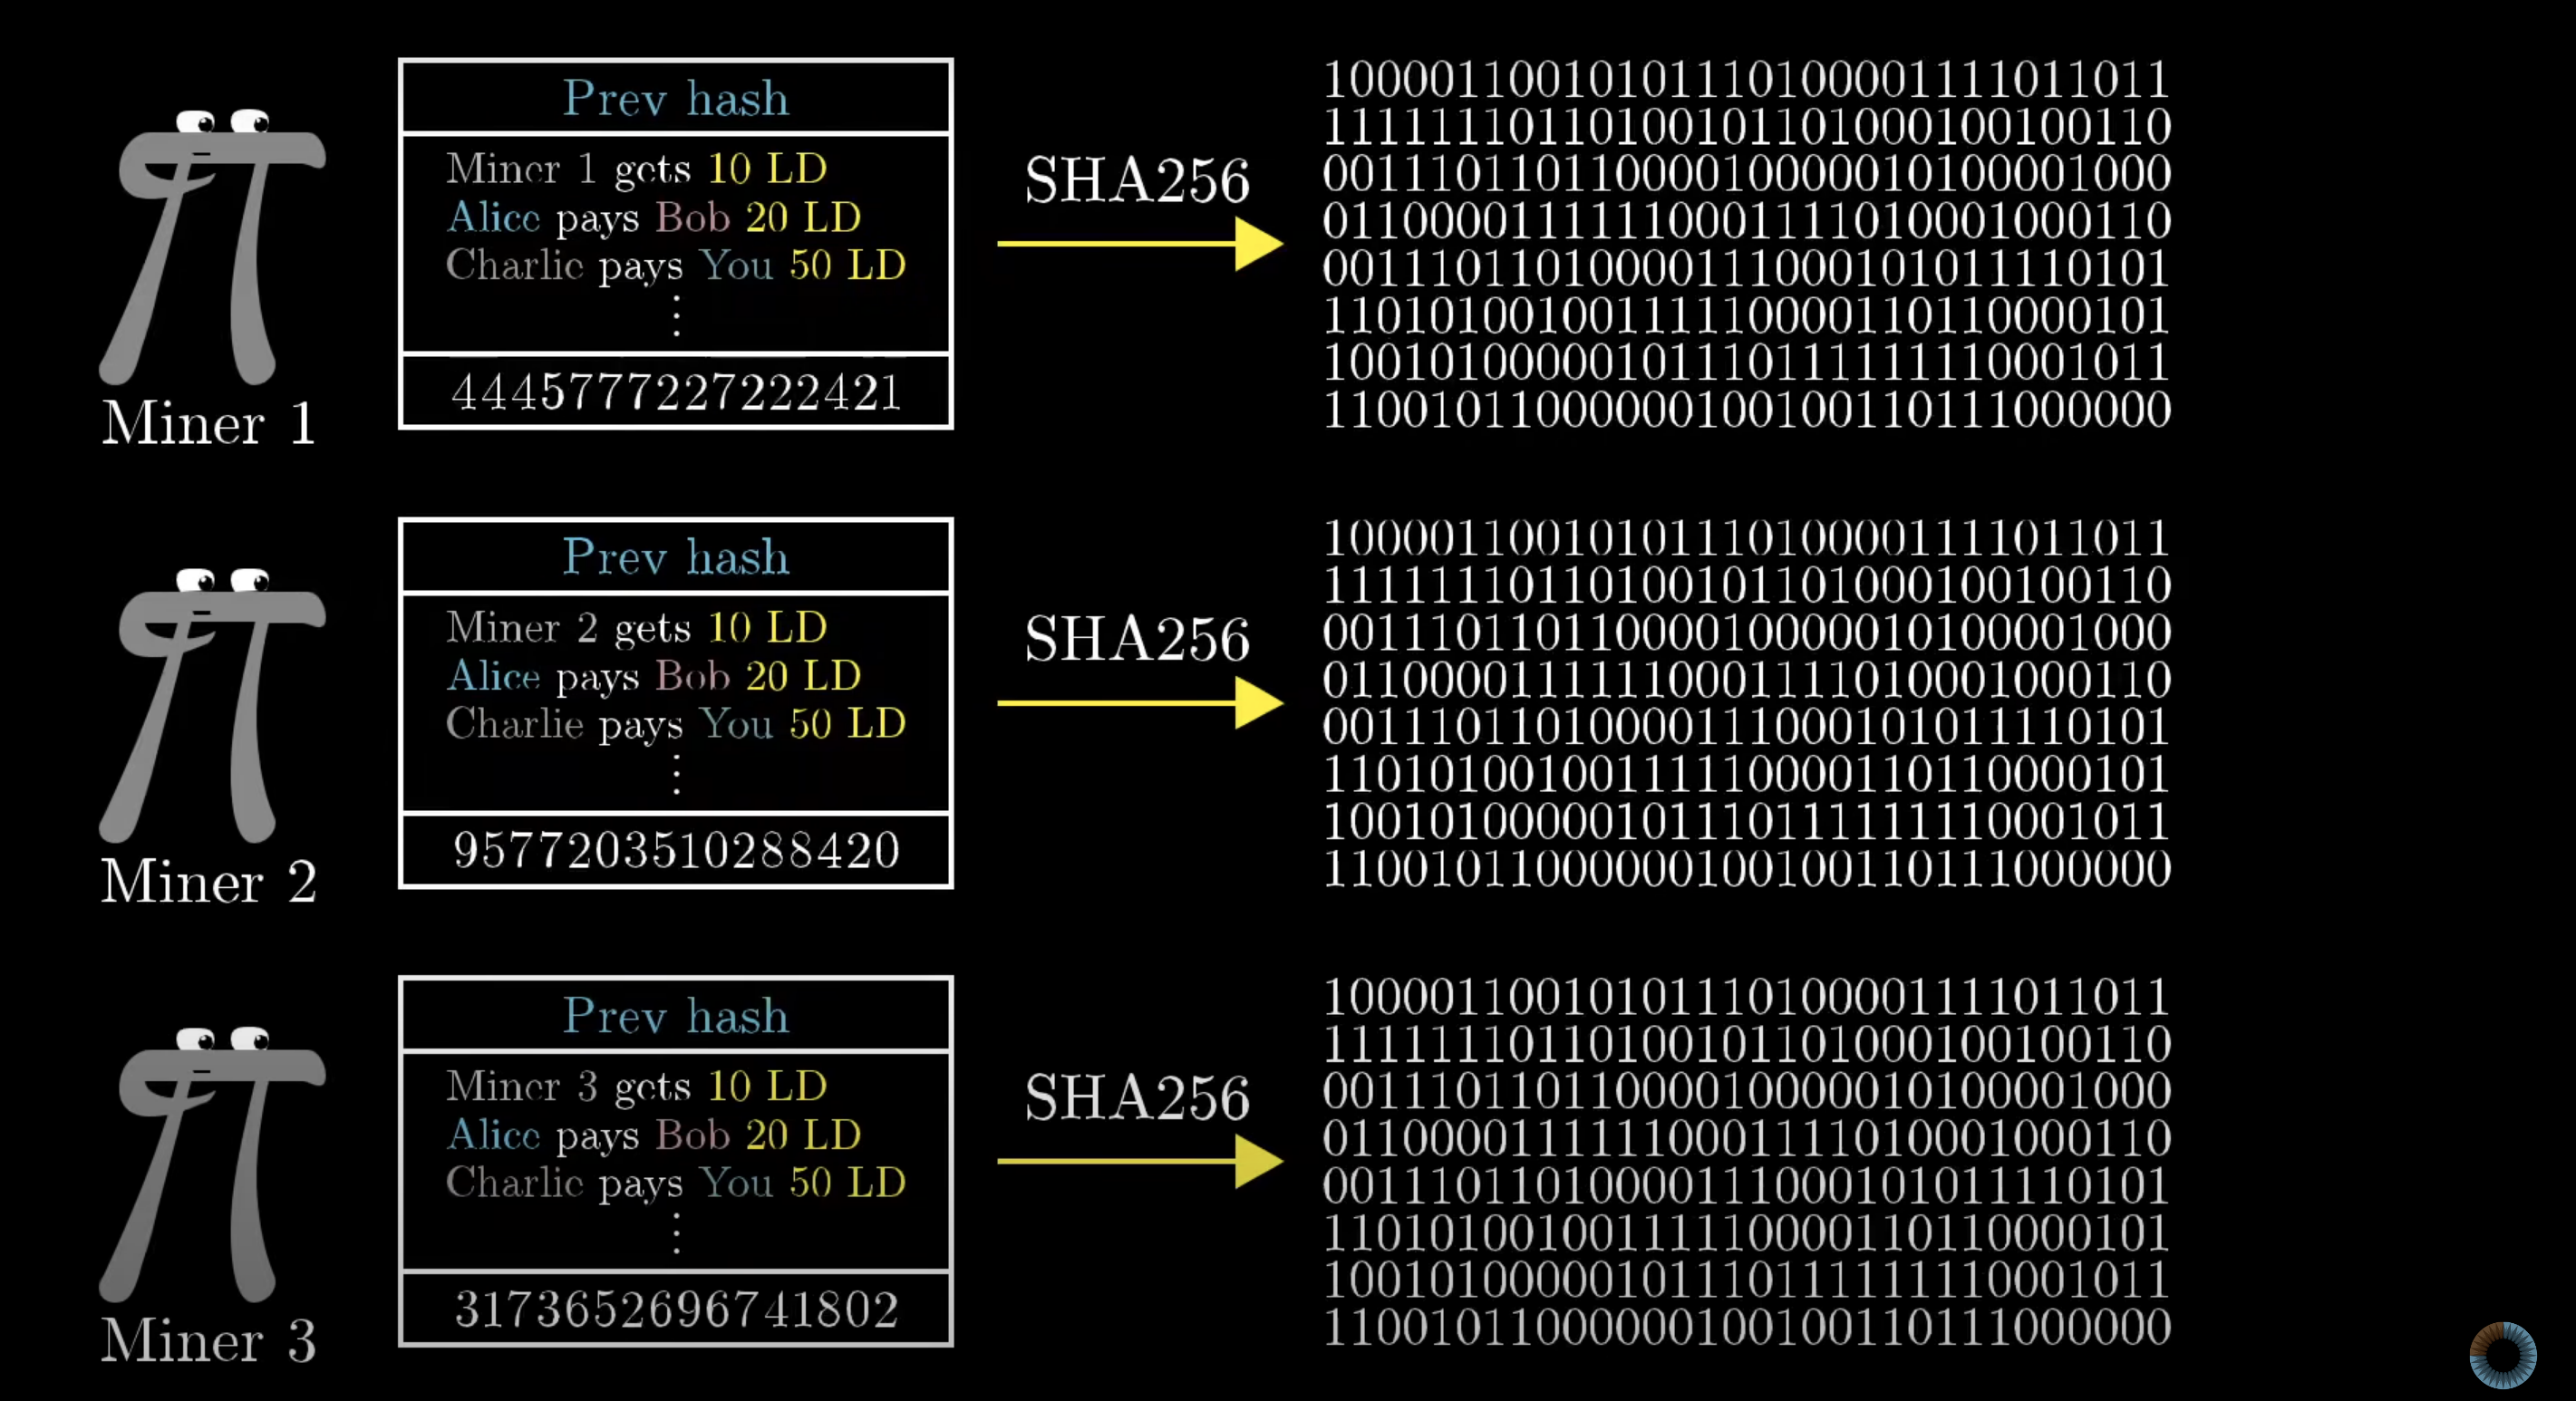 Prev hash
Miner 1 gets 10 LD
Alice pays Bob 20 LD
Charlie pays You 50 LD
⋮
4445777227222421
Miner 1
SHA256
10000110010101110100001111011011
11111110110100101101000100100110
00111011011000010000010100001000
01100001111110001111010001000110
00111011010000111000101011110101
11010100100111110000110110000101
10010100000101110111111110001011
11001011000000100100110111000000
Prev hash
Miner 2 gets 10 LD
Alice pays Bob 20 LD
Charlie pays You 50 LD
⋮
9577203510288420
Miner 2
SHA256
10000110010101110100001111011011
11111110110100101101000100100110
00111011011000010000010100001000
01100001111110001111010001000110
00111011010000111000101011110101
11010100100111110000110110000101
10010100000101110111111110001011
11001011000000100100110111000000
Prev hash
Miner 3 gets 10 LD
Alice pays Bob 20 LD
Charlie pays You 50 LD
⋮
3173652696741802
Miner 3
SHA256
10000110010101110100001111011011
11111110110100101101000100100110
00111011011000010000010100001000
01100001111110001111010001000110
00111011010000111000101011110101
11010100100111110000110110000101
10010100000101110111111110001011
11001011000000100100110111000000